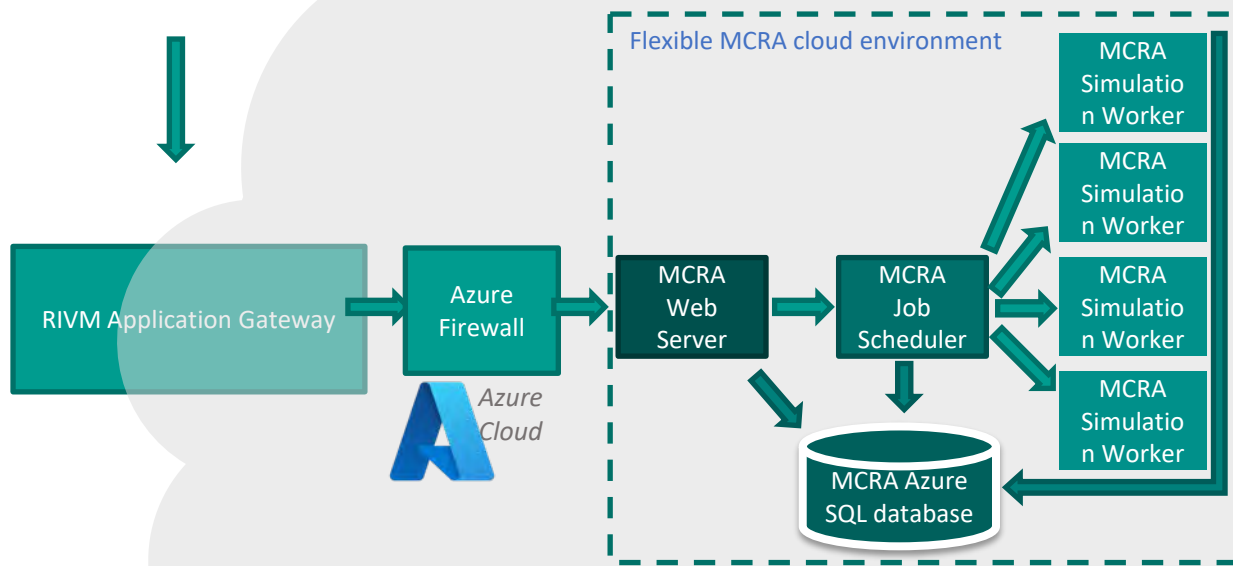 Flexible MCRA cloud environment
MCRA
Simulatio
n Worker
MCRA
Simulatio
n Worker
RIVM Application Gateway
Azure
Firewall
MCRA
Web
Server
MCRA
Job
Scheduler
MCRA
Simulatio
n Worker
MCRA
Simulatio
n Worker
Azure
Cloud
MCRA Azure
SQL database